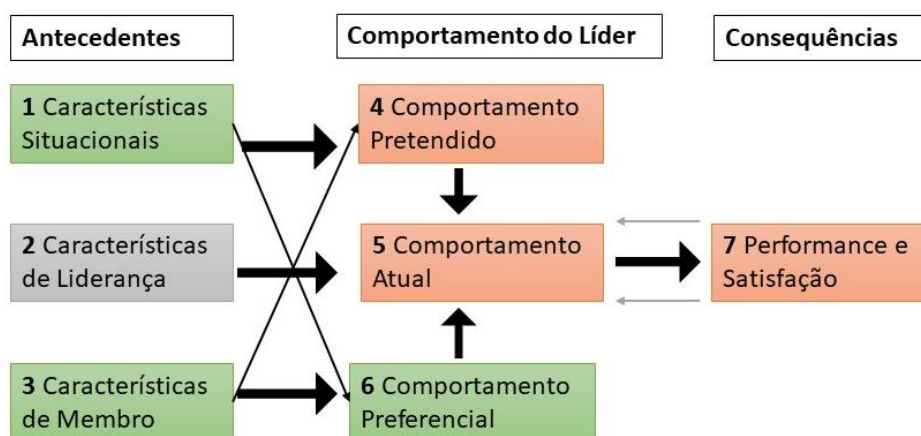 Antecedentes
Comportamento do Líder
Consequências
1 Característícas
Situacionais
4 Comportamento
Pretendido
2 Características
de Liderança
5 Comportamento
Atual
7 Performance e
Satisfação
3 Características
de Membro
6 Comportamento
Preferencial